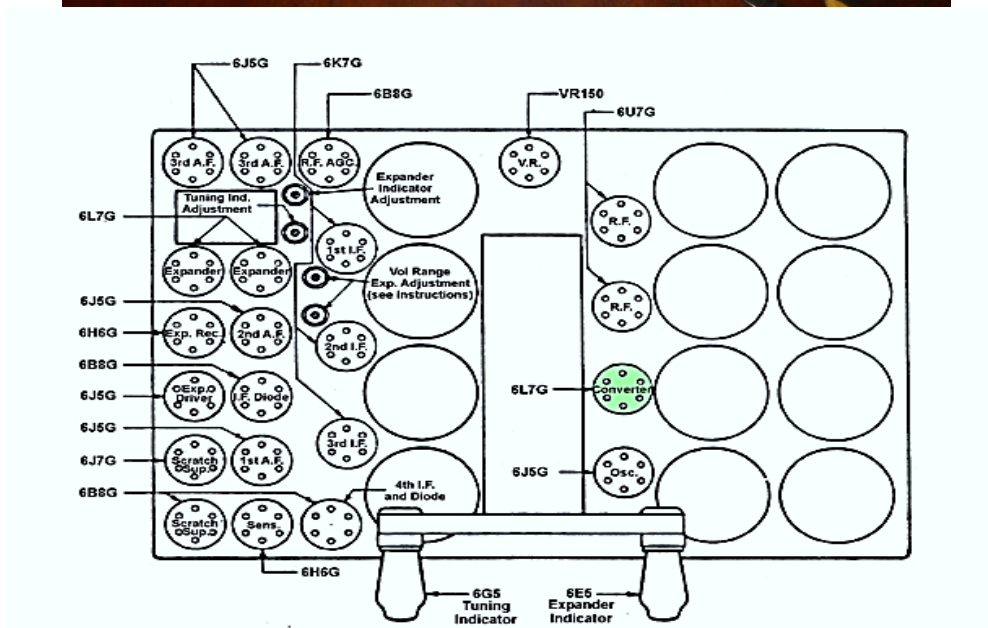 6J5G
6K7G
6B8G
VR150
6U7G
3rd A.F.
3rd A.F.
R.F. AGC.
V.R.
Tuning Ind.
Adjustment
Expander
Indicator
Adjustment
6L7G
R.F.
1st I.F.
Expander
Expander
Vol Range
Exp. Adjustment
(see Instructions)
6J5G
R.F.
6H6G
Exp. Rec.
2nd A.F.
2nd I.F.
6B8G
6J5G
Exp.
Driver
I.F. Diode
6L7G
Converter
6J5G
3rd I.F.
6J7G
Scratch
Sup.
1st A.F.
6J5G
Osc.
6B8G
4th I.F.
and Diode
Scratch
Sup.
Sens.
6H6G
6G5
Tuning
Indicator
6E5
Expander
Indicator